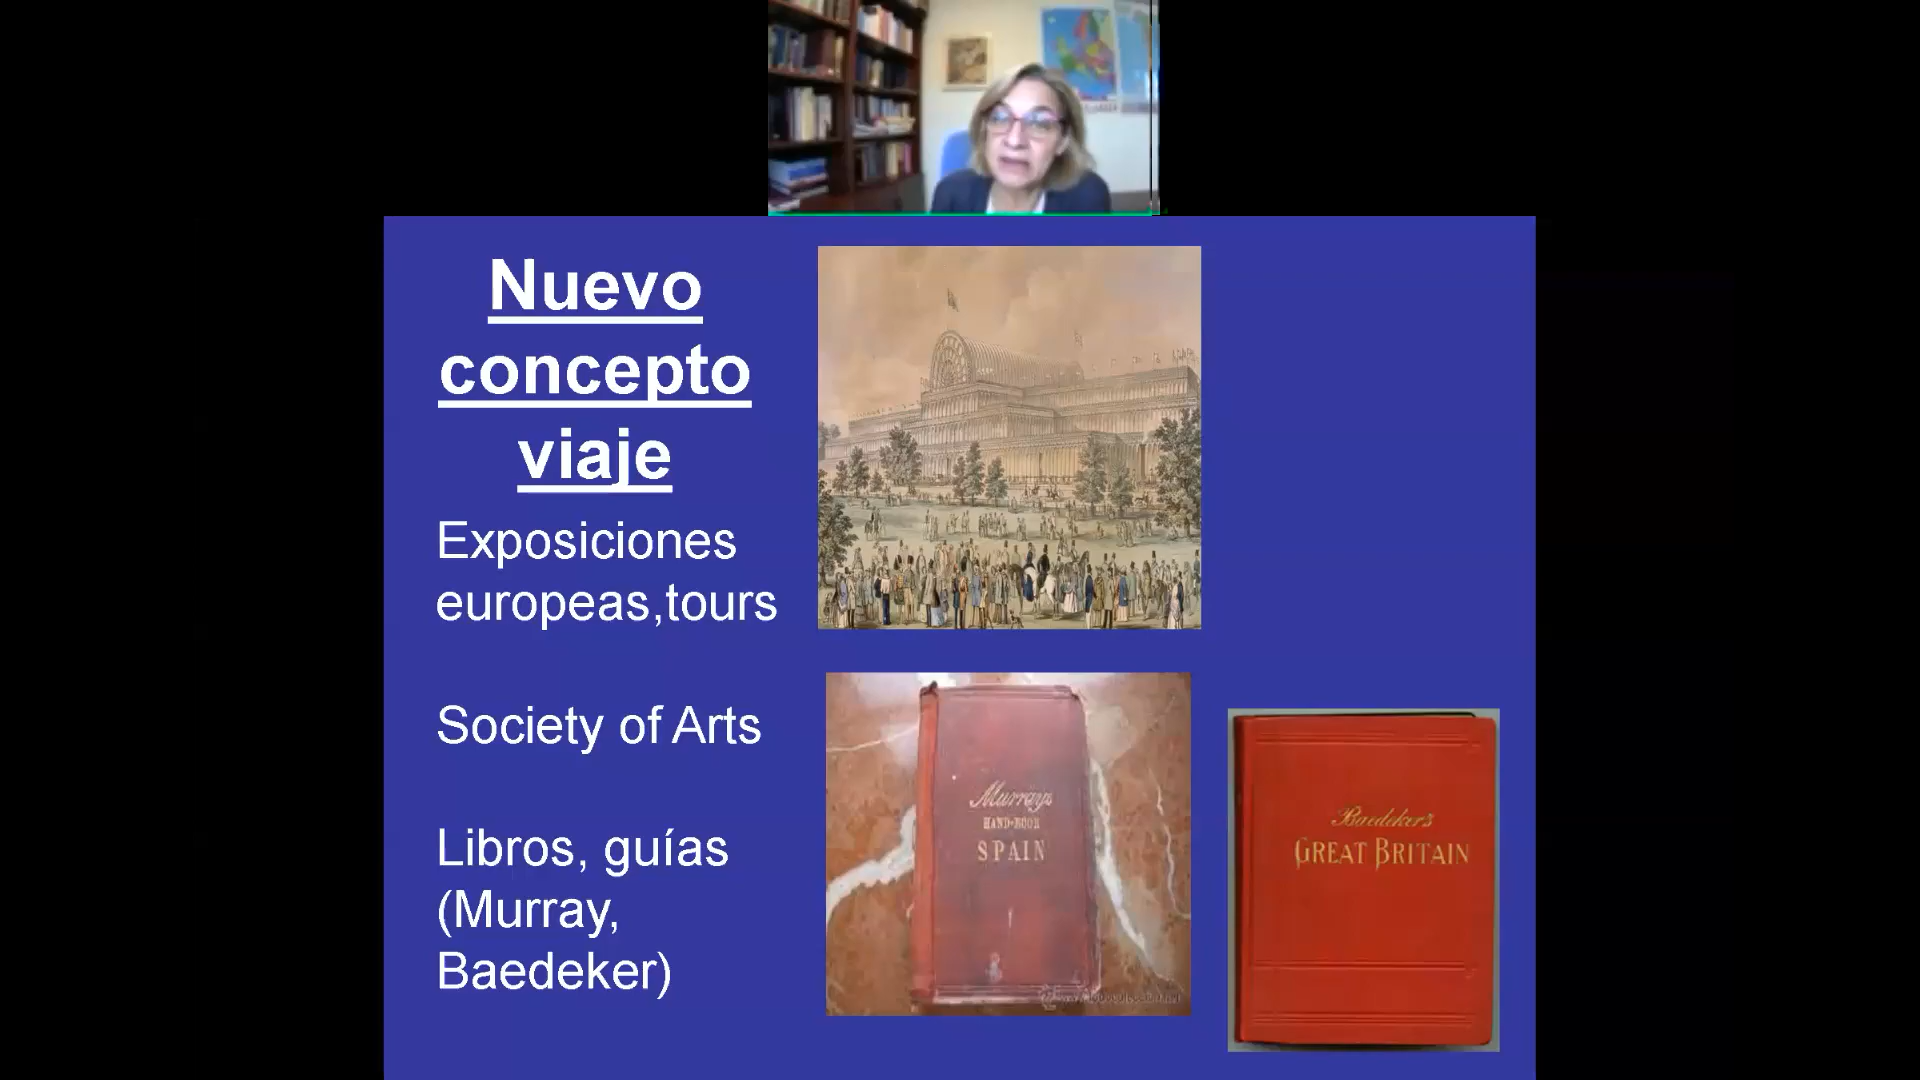 Nuevo
concepto
viaje
Exposiciones
europeas,tours
Society of Arts
Libros, guías
(Murray,
Baedeker)
Murray's
HAND-BOOK
SPAIN
Baedeker's
GREAT BRITAIN